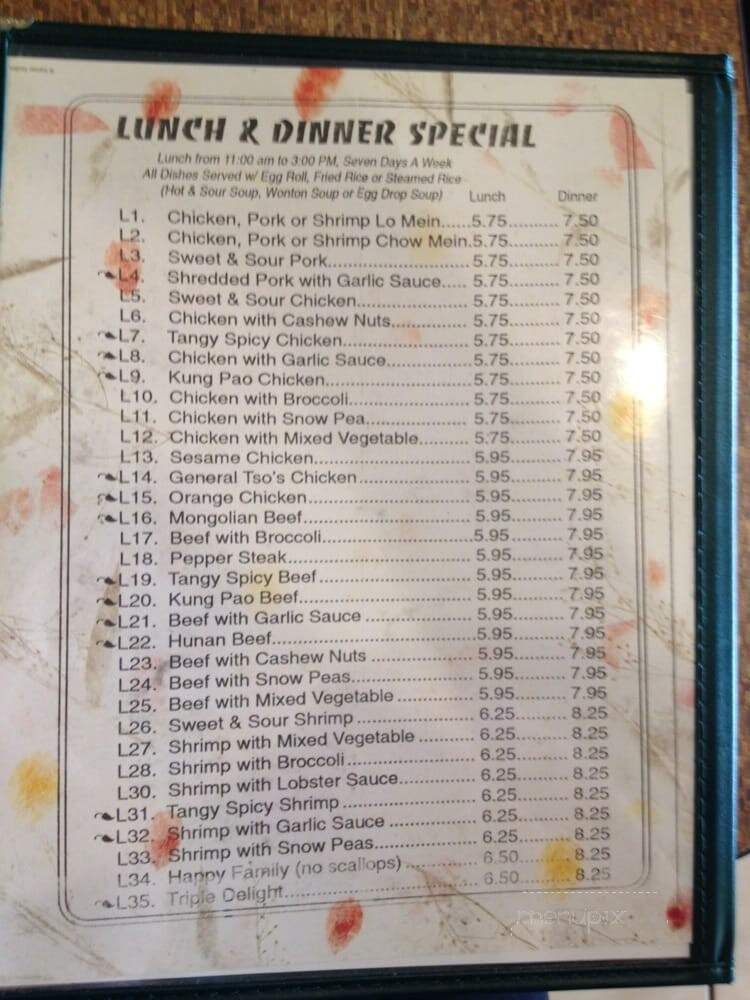 LUNCH & DINNER SPECIAL
Lunch from 11:00 am to 3:00 PM, Seven Days A Week
All Dishes Served w/ Egg Roll, Fried Rice or Steamed Rice
(Hot & Sour Soup, Wonton Soup or Egg Drop Soup) Lunch Dinner
L1. Chicken, Pork or Shrimp Lo Mein......5.75.......... 7.50
L2. Chicken, Pork or Shrimp Chow Mein.5.75.......... 7.50
L3. Sweet & Sour Pork.......... 5.75.......... 7.50
L4. Shredded Pork with Garlic Sauce..... 5.75.......... 7.50
L5. Sweet & Sour Chicken.......... 5.75.......... 7.50
L6. Chicken with Cashew Nuts.......... 5.75.......... 7.50
L7. Tangy Spicy Chicken.......... 5.75.......... 7.50
L8. Chicken with Garlic Sauce.......... 5.75.......... 7.50
L9. Kung Pao Chicken.......... 5.75.......... 7.50
L10. Chicken with Broccoli.......... 5.75.......... 7.50
L11. Chicken with Snow Pea.......... 5.75.......... 7.50
L12. Chicken with Mixed Vegetable.......... 5.75.......... 7.50
L13. Sesame Chicken.......... 5.95.......... 7.95
L14. General Tso's Chicken.......... 5.95.......... 7.95
L15. Orange Chicken.......... 5.95.......... 7.95
L16. Mongolian Beef.......... 5.95.......... 7.95
L17. Beef with Broccoli.......... 5.95.......... 7.95
L18. Pepper Steak.......... 5.95.......... 7.95
L19. Tangy Spicy Beef .......... 5.95.......... 7.95
L20. Kung Pao Beef.......... 5.95.......... 7.95
L21. Beef with Garlic Sauce .......... 5.95.......... 7.95
L22. Hunan Beef.......... 5.95.......... 7.95
L23. Beef with Cashew Nuts .......... 5.95.......... 7.95
L24. Beef with Snow Peas.......... 5.95.......... 7.95
L25. Beef with Mixed Vegetable .......... 5.95.......... 7.95
L26. Sweet & Sour Shrimp .......... 6.25.......... 8.25
L27. Shrimp with Mixed Vegetable .......... 6.25.......... 8.25
L28. Shrimp with Broccoli .......... 6.25.......... 8.25
L30. Shrimp with Lobster Sauce.......... 6.25.......... 8.25
L31. Tangy Spicy Shrimp .......... 6.25.......... 8.25
L32. Shrimp with Garlic Sauce .......... 6.25.......... 8.25
L33. Shrimp with Snow Peas.......... 6.25.......... 8.25
L34. Happy Family (no scallops) .......... 6.50.......... 8.25
L35. Triple Delight.......... 6.50.......... 8.25
menupix